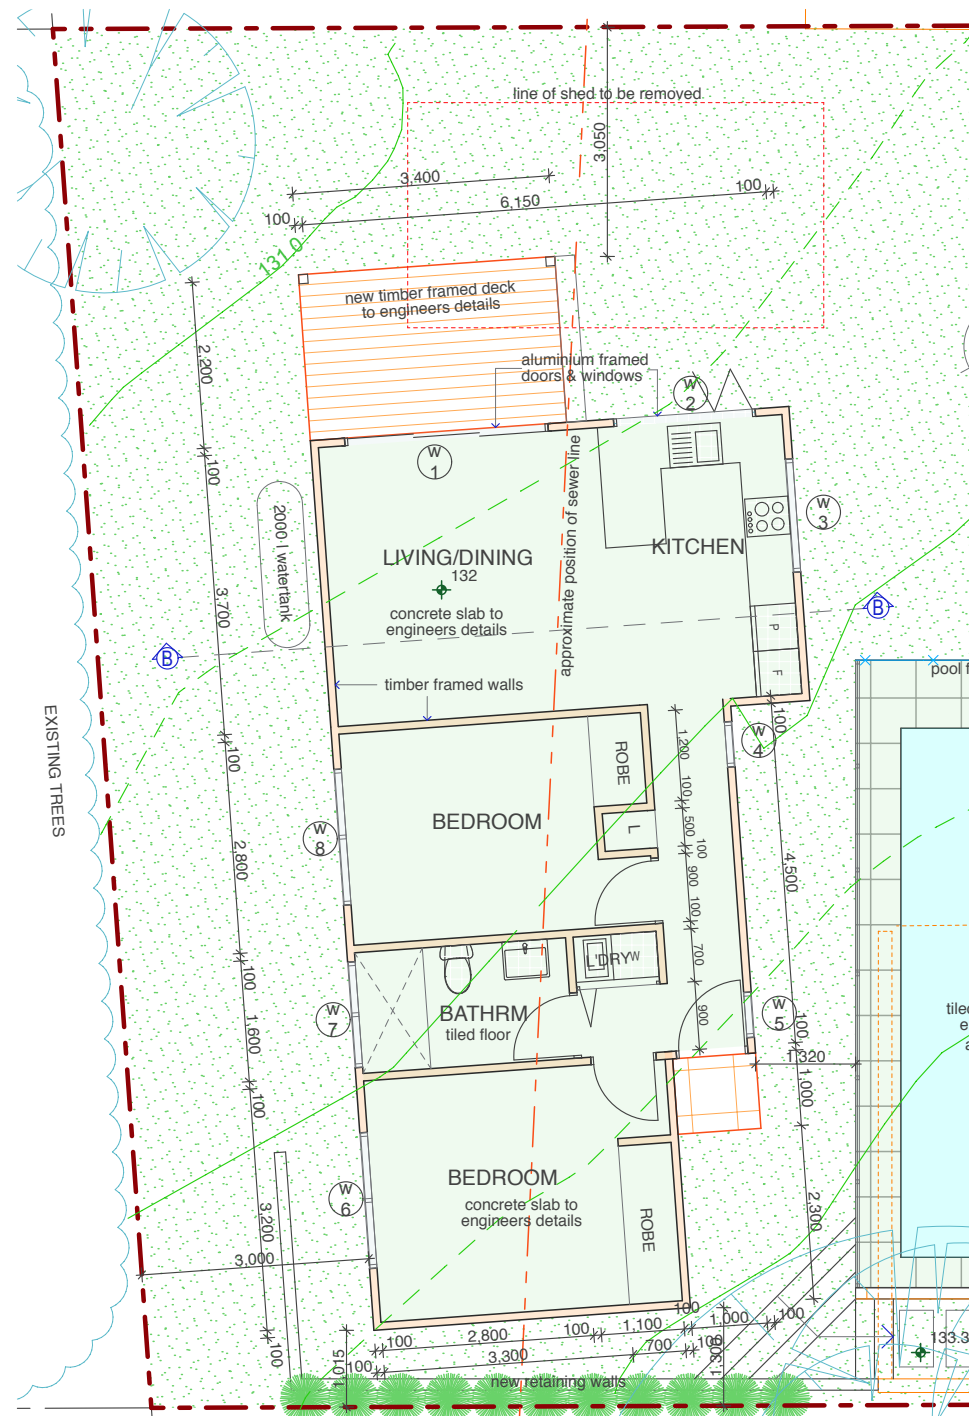 line of shed to be removed
3,050
3,400
6,150
100
100
131.0
new timber framed deck
to engineers details
aluminium framed
doors & windows
2,200
100
W
2
W
1
W
3
approximate position of sewer line
2000 l watertank
LIVING/DINING
132
KITCHEN
concrete slab to
engineers details
3,700
P
F
B
B
pool f
timber framed walls
EXISTING TREES
100
100
W
4
ROBE
1,200
100
500
100
L
BEDROOM
W
8
2,800
4,500
900
100
700
900
L'DRY
W
BATHRM
tiled floor
W
7
W
5
100
1,600
100
100
1,320
1,000
tiled
e
a
BEDROOM
concrete slab to
engineers details
ROBE
W
6
3,200
3,000
2,300
100
100
2,800
100
1,100
100
1,000
100
100
3,300
700
100
1,015
1,300
new retaining walls
133.3